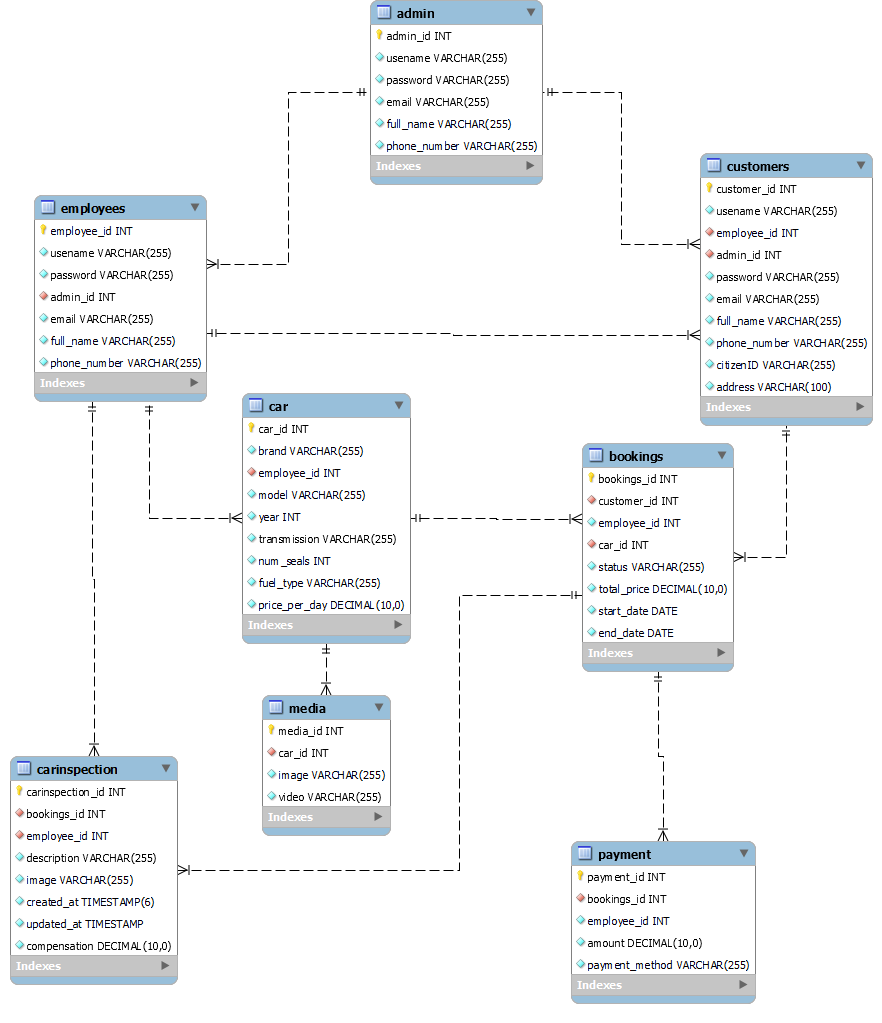 admin
admin_id INT
usename VARCHAR(255)
password VARCHAR(255)
email VARCHAR(255)
full_name VARCHAR(255)
phone_number VARCHAR(255)
Indexes
customers
customer_id INT
usename VARCHAR(255)
employee_id INT
admin_id INT
password VARCHAR(255)
email VARCHAR(255)
full_name VARCHAR(255)
phone_number VARCHAR(255)
citizenID VARCHAR(255)
address VARCHAR(100)
Indexes
employees
employee_id INT
usename VARCHAR(255)
password VARCHAR(255)
admin_id INT
email VARCHAR(255)
full_name VARCHAR(255)
phone_number VARCHAR(255)
Indexes
car
car_id INT
brand VARCHAR(255)
employee_id INT
model VARCHAR(255)
year INT
transmission VARCHAR(255)
num_seals INT
fuel_type VARCHAR(255)
price_per_day DECIMAL(10,0)
Indexes
bookings
bookings_id INT
customer_id INT
employee_id INT
car_id INT
status VARCHAR(255)
total_price DECIMAL(10,0)
start_date DATE
end_date DATE
Indexes
media
media_id INT
car_id INT
image VARCHAR(255)
video VARCHAR(255)
Indexes
carinspection
carinspection_id INT
bookings_id INT
employee_id INT
description VARCHAR(255)
image VARCHAR(255)
created_at TIMESTAMP(6)
updated_at TIMESTAMP
compensation DECIMAL(10,0)
Indexes
payment
payment_id INT
bookings_id INT
employee_id INT
amount DECIMAL(10,0)
payment_method VARCHAR(255)
Indexes